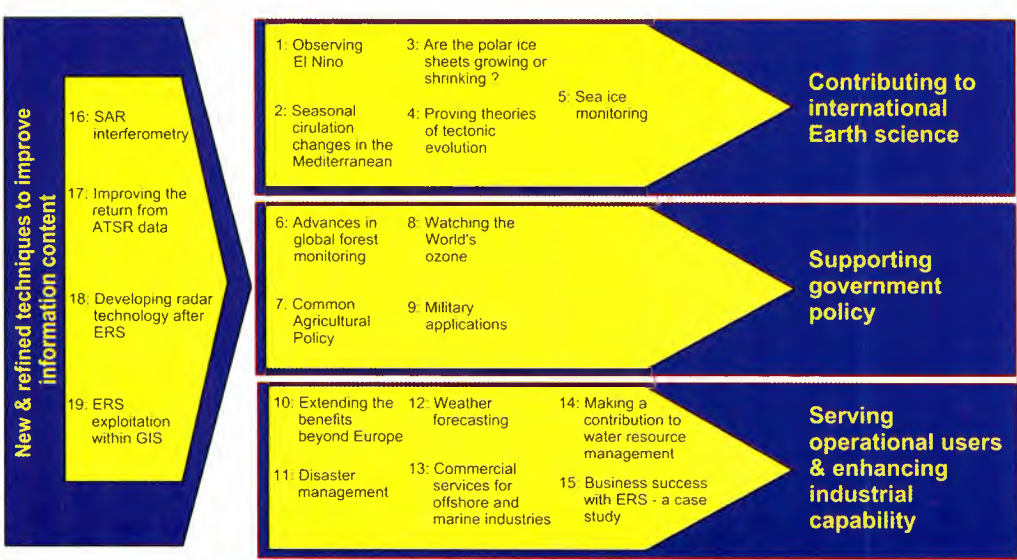 New & refined techniques to improve
information content
16: SAR
interferometry
17: Improving the
return from
ATSR data
18: Developing radar
technology after
ERS
19: ERS
exploitation
within GIS
1: Observing
El Nino
2: Seasonal
cirulation
changes in the
Mediterranean
3: Are the polar ice
sheets growing or
shrinking ?
4: Proving theories
of tectonic
evolution
5: Sea ice
monitoring
Contributing to
international
Earth science
6: Advances in
global forest
monitoring
7. Common
Agricultural
Policy
8: Watching the
World's
ozone
9: Military
applications
Supporting
government
policy
10: Extending the
benefits
beyond Europe
11: Disaster
management
12: Weather
forecasting
13: Commercial
services for
offshore and
marine industries
14: Making a
contribution to
water resource
management
15: Business success
with ERS - a case
study
Serving
operational users
& enhancing
industrial
capability